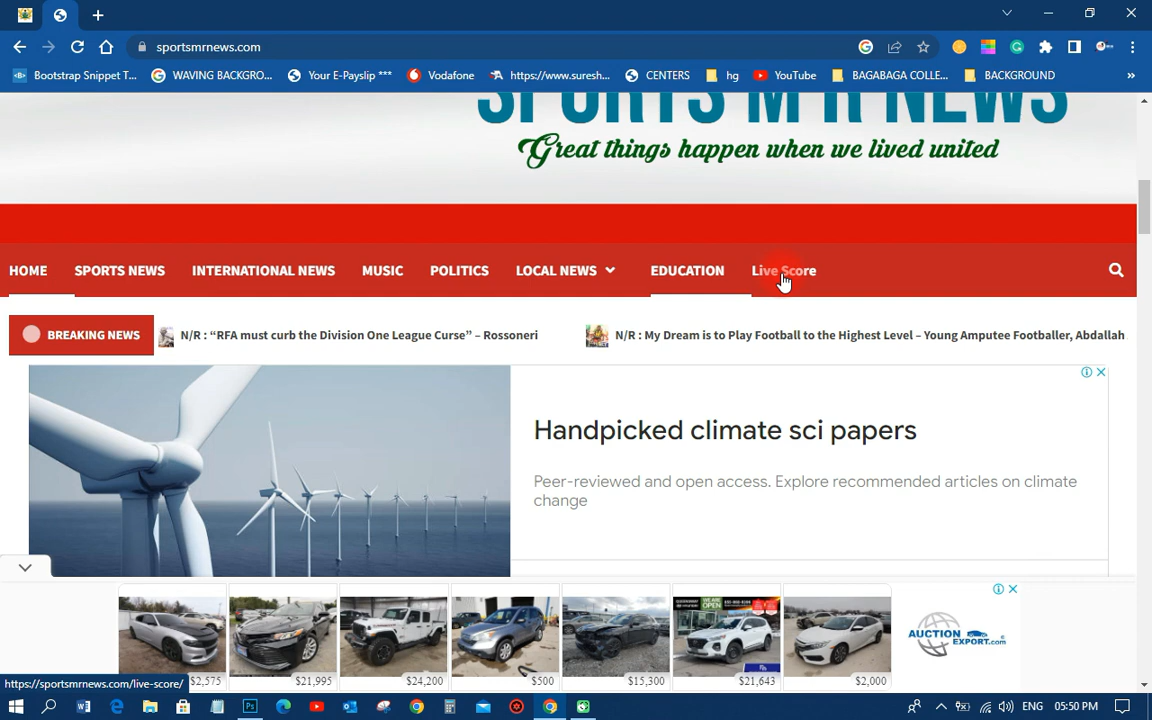 sportsmrnews.com
Bootstrap Snippet T... WAVING BACKGRO... Your E-Payslip *** Vodafone https://www.suresh... CENTERS hg YouTube BAGABAGA COLLE... BACKGROUND »
SPORTS M R NEWS
Great things happen when we lived united
HOME SPORTS NEWS INTERNATIONAL NEWS MUSIC POLITICS LOCAL NEWS EDUCATION Live Score
BREAKING NEWS N/R : “RFA must curb the Division One League Curse” – Rossoneri N/R : My Dream is to Play Football to the Highest Level – Young Amputee Footballer, Abdallah
Handpicked climate sci papers
Peer-reviewed and open access. Explore recommended articles on climate
change
WE ARE OPEN
AUCTION
EXPORT.com
https://sportsmrnews.com/live-score/ $2,575 $21,995 $24,200 $500 $15,300 $21,643 $2,000
ENG 05:50 PM